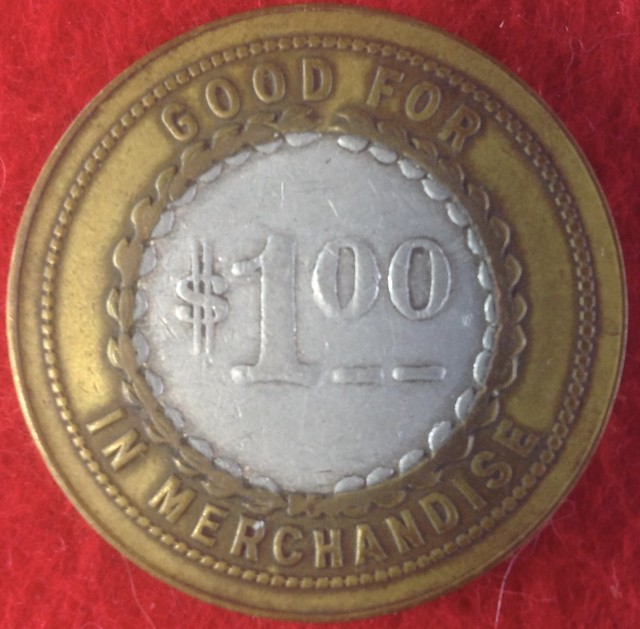 GOOD FOR
$1.00
IN MERCHANDISE